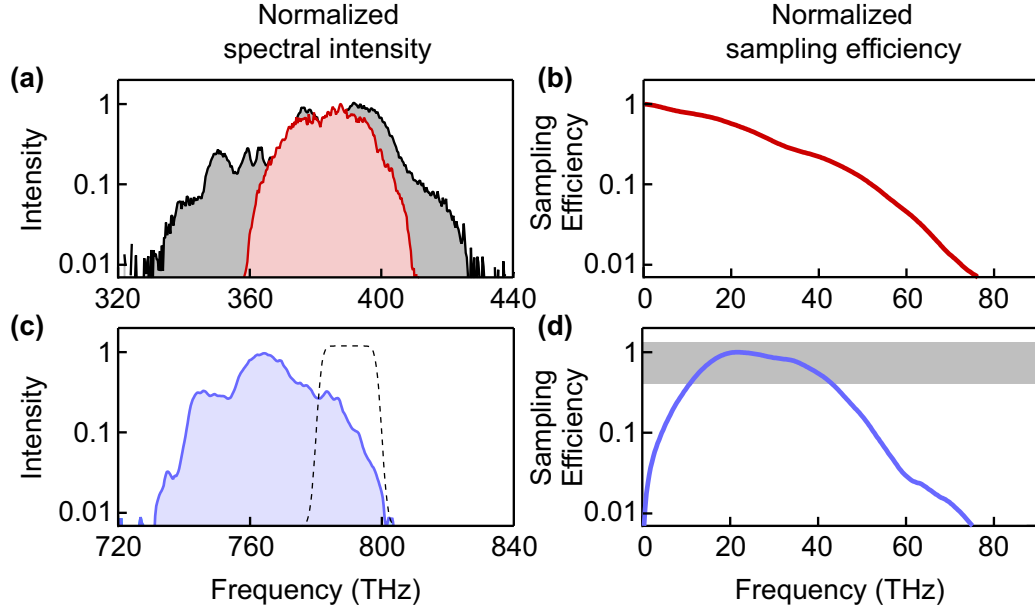 Normalized
spectral intensity
Normalized
sampling efficiency
(a)
Intensity
1
0.1
0.01
320 360 400 440
(b)
Sampling
Efficiency
1
0.1
0.01
0 20 40 60 80
(c)
Intensity
1
0.1
0.01
720 760 800 840
Frequency (THz)
(d)
Sampling
Efficiency
1
0.1
0.01
0 20 40 60 80
Frequency (THz)